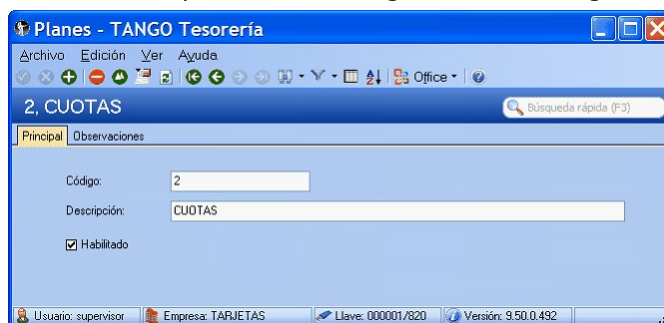 Planes - TANGO Tesorería
Archivo Edición Ver Ayuda
Office
2, CUOTAS
Búsqueda rápida (F3)
Principal Observaciones
Código: 2
Descripción: CUOTAS
Habilitado
Usuario: supervisor Empresa: TARJETAS Llave: 000001/820 Versión: 9.50.0.492